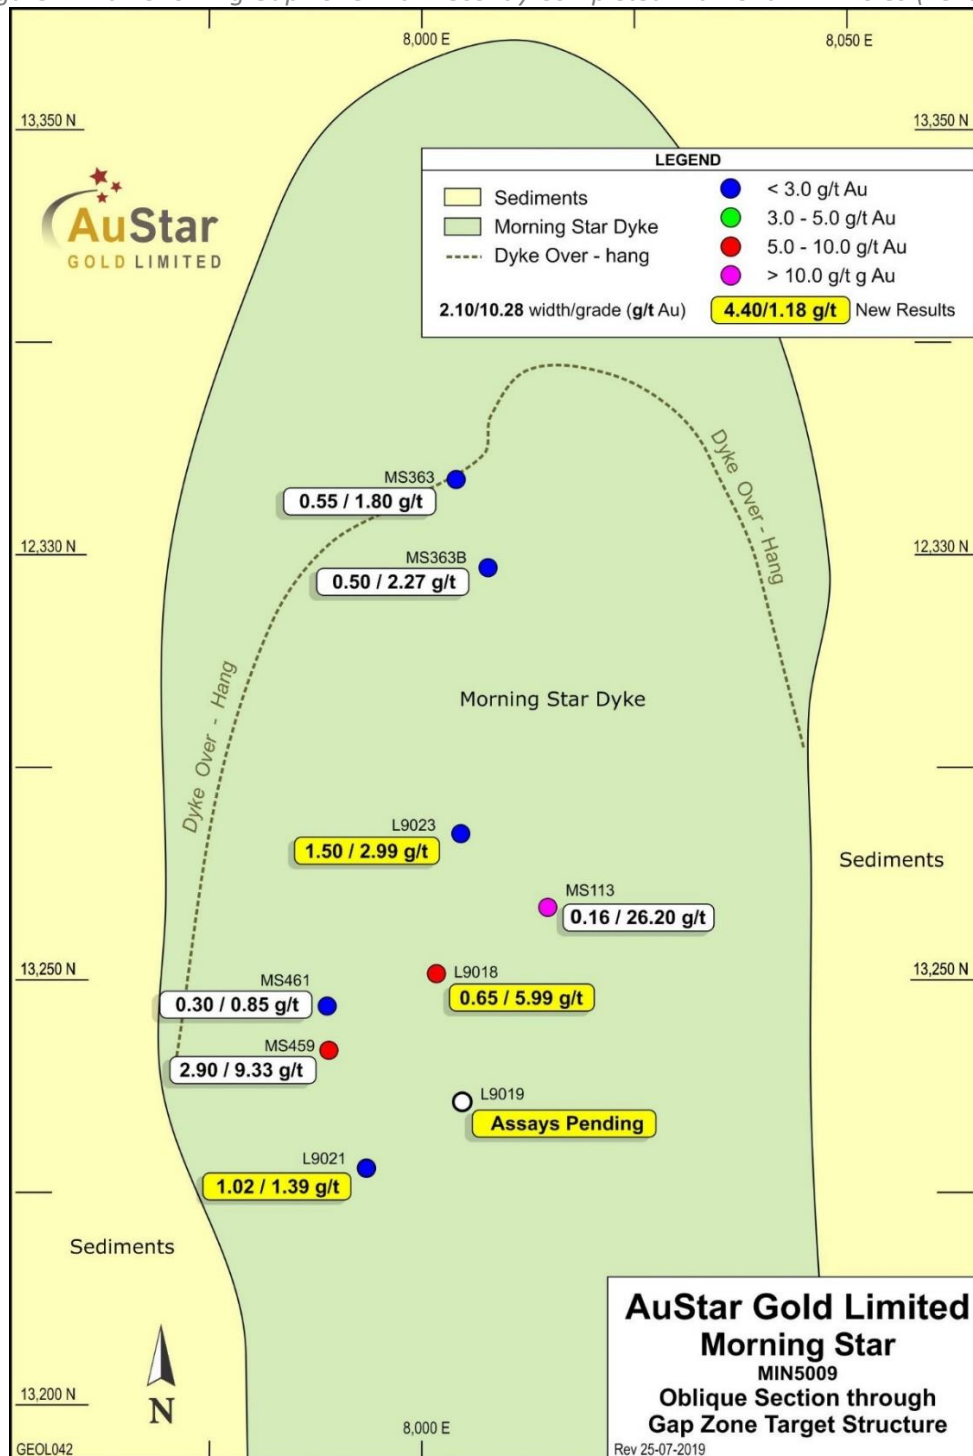 8,000 E
8,050 E
13,350 N
13,350 N
AuStar
GOLD LIMITED
LEGEND
Sediments
Morning Star Dyke
Dyke Over - hang
< 3.0 g/t Au
3.0 - 5.0 g/t Au
5.0 - 10.0 g/t Au
> 10.0 g/t g Au
2.10/10.28 width/grade (g/t Au)
4.40/1.18 g/t New Results
MS363
0.55 / 1.80 g/t
Dyke Over - Hang
12,330 N
12,330 N
MS363B
0.50 / 2.27 g/t
Dyke Over - Hang
Morning Star Dyke
L9023
1.50 / 2.99 g/t
Sediments
MS113
0.16 / 26.20 g/t
13,250 N
13,250 N
L9018
0.65 / 5.99 g/t
MS461
0.30 / 0.85 g/t
MS459
2.90 / 9.33 g/t
L9019
Assays Pending
L9021
1.02 / 1.39 g/t
Sediments
N
13,200 N
8,000 E
GEOL042
AuStar Gold Limited
Morning Star
MIN5009
Oblique Section through
Gap Zone Target Structure
Rev 25-07-2019